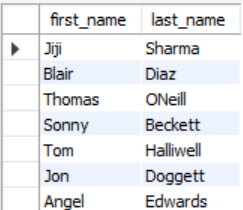 first_name last_name
Jiji Sharma
Blair Diaz
Thomas ONeill
Sonny Beckett
Tom Halliwell
Jon Doggett
Angel Edwards